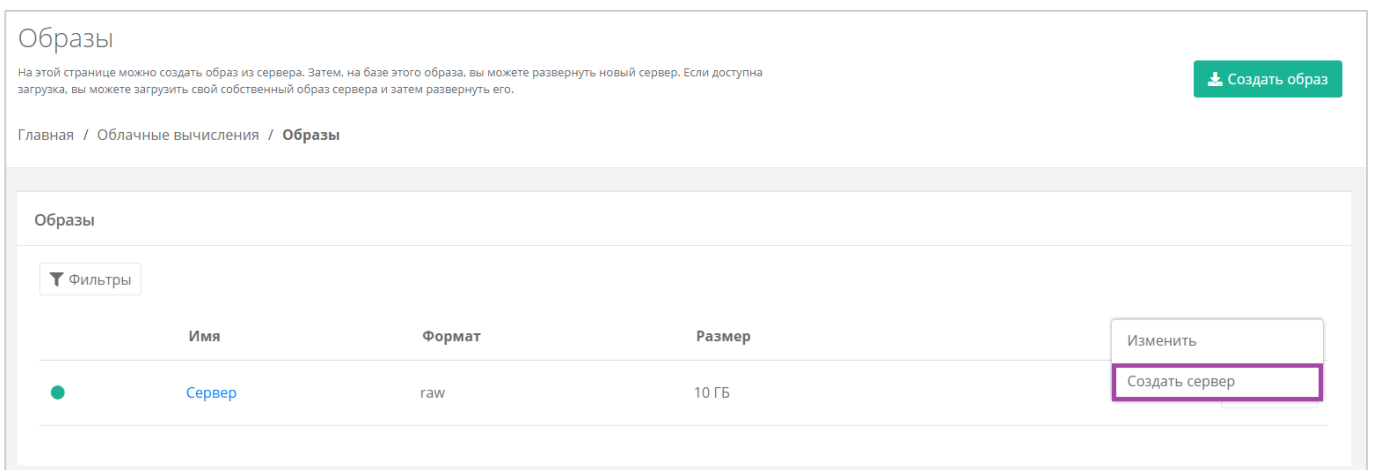 Образы
На этой странице можно создать образ из сервера. Затем, на базе этого образа, вы можете развернуть новый сервер. Если доступна
загрузка, вы можете загрузить свой собственный образ сервера и затем развернуть его.
Создать образ
Главная / Облачные вычисления / Образы
Образы
Фильтры
Имя Формат Размер
Изменить
Создать сервер
Сервер raw 10 ГБ